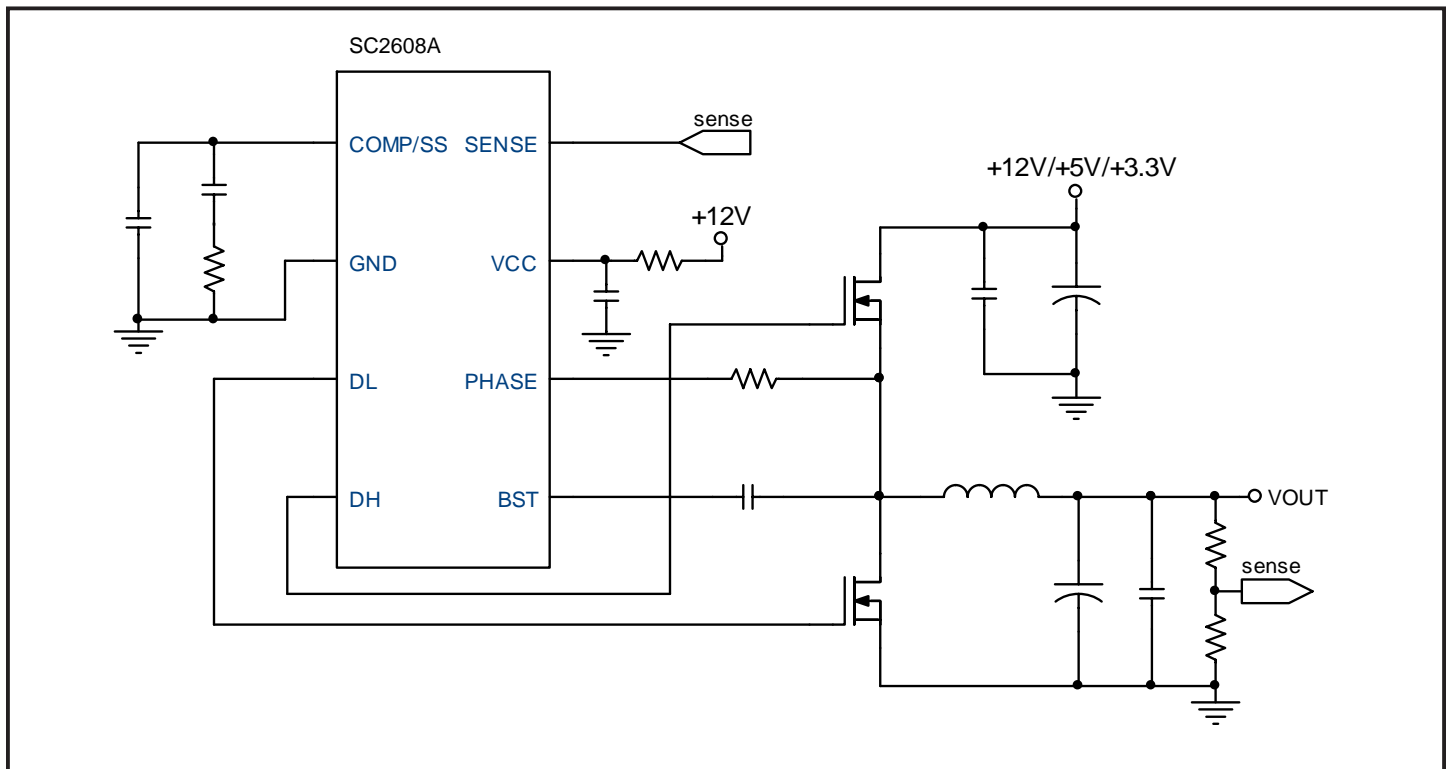 SC2608A
COMP/SS SENSE
sense
+12V/+5V/+3.3V
+12V
GND VCC
DL PHASE
DH BST
VOUT
sense